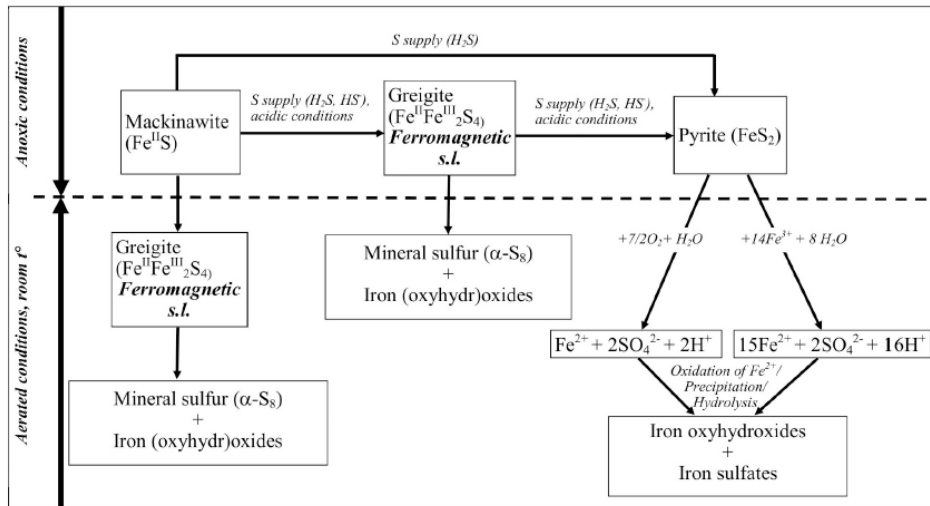 Anoxic conditions
S supply (H₂S)
Mackinawite
(FeᴵᴵS)
S supply (H₂S, HS⁻),
acidic conditions
Greigite
(FeᴵᴵFeᴵᴵᴵ₂S₄)
Ferromagnetic
s.l.
S supply (H₂S, HS⁻),
acidic conditions
Pyrite (FeS₂)
Aerated conditions, room tº
Greigite
(FeᴵᴵFeᴵᴵᴵ₂S₄)
Ferromagnetic
s.l.
Mineral sulfur (α-S₈)
+
Iron (oxyhydr)oxides
Mineral sulfur (α-S₈)
+
Iron (oxyhydr)oxides
+7/2O₂+ H₂O
+14Fe³⁺ + 8 H₂O
Fe²⁺ + 2SO₄²⁻ + 2H⁺
15Fe²⁺ + 2SO₄²⁻ + 16H⁺
Oxidation of Fe²⁺/
Precipitation/
Hydrolysis
Iron oxyhydroxides
+
Iron sulfates